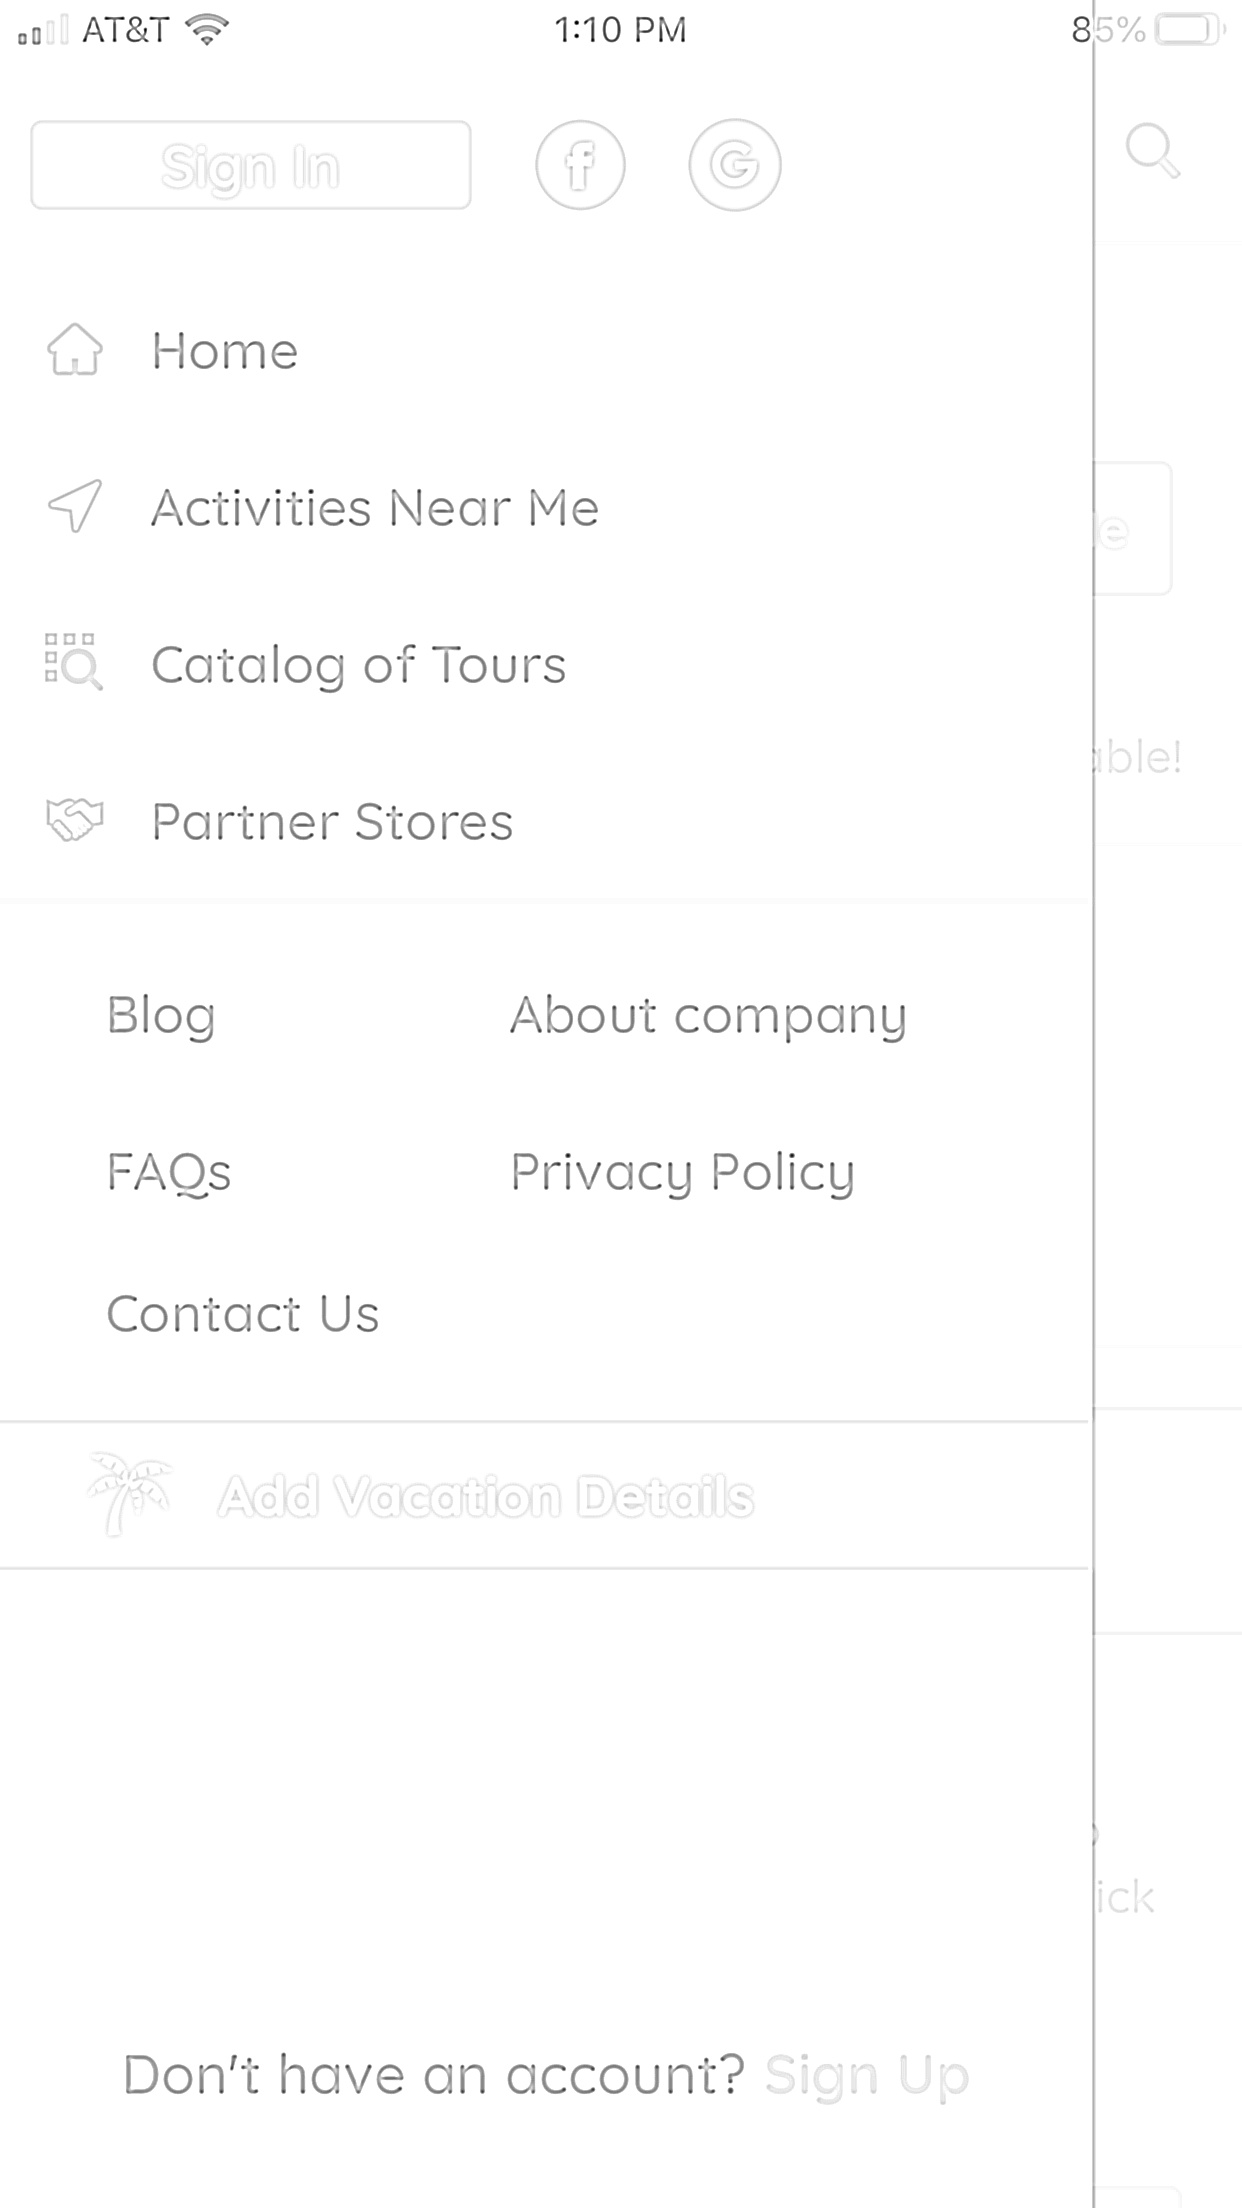 AT&T 1:10 PM 85%
Sign In f G
Home
Activities Near Me
e
Catalog of Tours
able!
Partner Stores
Blog About company
FAQs Privacy Policy
Contact Us
Add Vacation Details
ick
Don't have an account? Sign Up